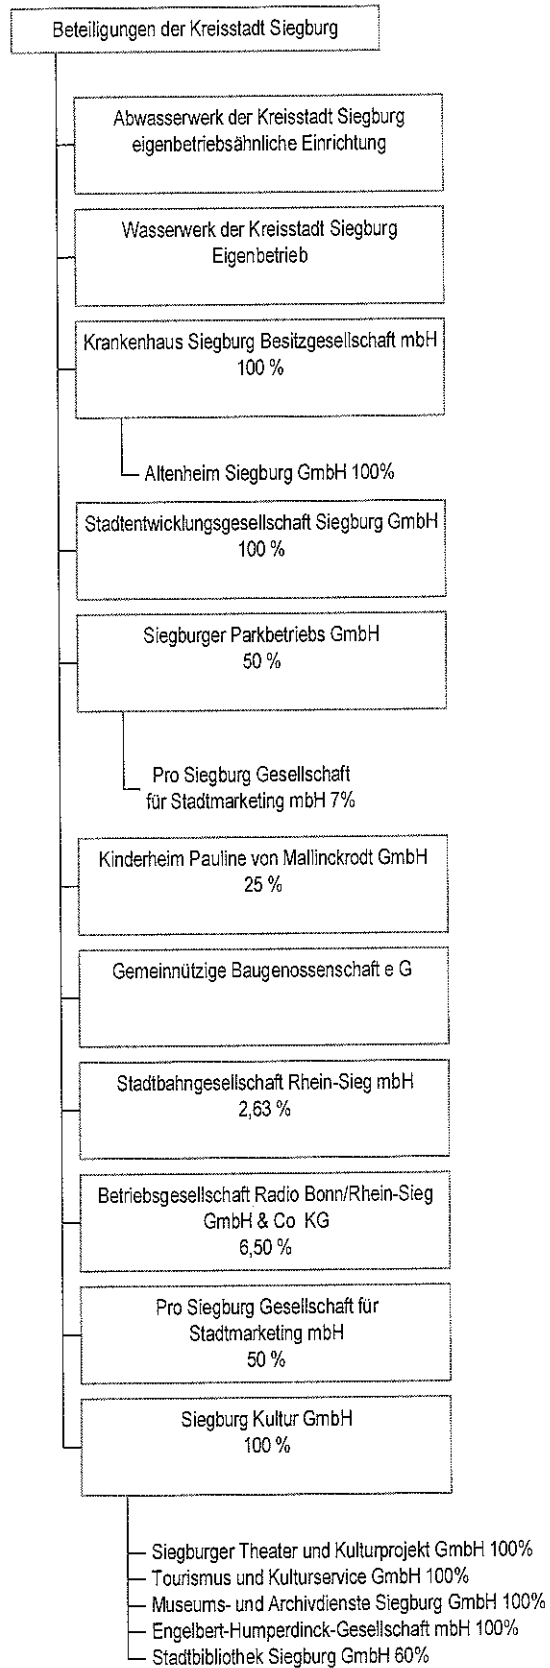 Beteiligungen der Kreisstadt Siegburg
Abwasserwerk der Kreisstadt Siegburg
eigenbetriebsähnliche Einrichtung
Wasserwerk der Kreisstadt Siegburg
Eigenbetrieb
Krankenhaus Siegburg Besitzgesellschaft mbH
100 %
Altenheim Siegburg GmbH 100%
Stadtentwicklungsgesellschaft Siegburg GmbH
100 %
Siegburger Parkbetriebs GmbH
50 %
Pro Siegburg Gesellschaft
für Stadtmarketing mbH 7%
Kinderheim Pauline von Mallinckrodt GmbH
25 %
Gemeinnützige Baugenossenschaft e G
Stadtbahngesellschaft Rhein-Sieg mbH
2,63 %
Betriebsgesellschaft Radio Bonn/Rhein-Sieg
GmbH & Co KG
6,50 %
Pro Siegburg Gesellschaft für
Stadtmarketing mbH
50 %
Siegburg Kultur GmbH
100 %
Siegburger Theater und Kulturprojekt GmbH 100%
Tourismus und Kulturservice GmbH 100%
Museums- und Archivdienste Siegburg GmbH 100%
Engelbert-Humperdinck-Gesellschaft mbH 100%
Stadtbibliothek Siegburg GmbH 60%